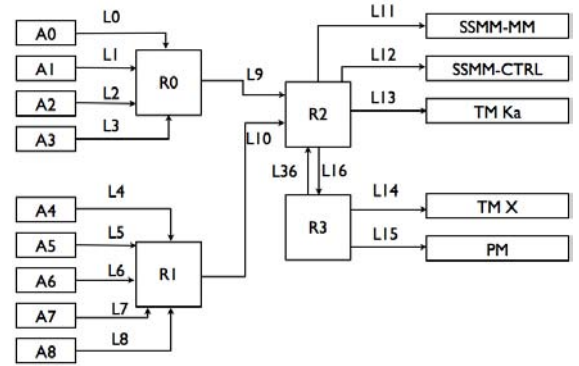 L0
A0
L1
A1
L2
A2
L3
A3
R0
L9
L10
L4
A4
L5
A5
L6
A6
L7
A7
L8
A8
R1
L11
SSMM-MM
L12
SSMM-CTRL
L13
TM Ka
R2
L36
L16
R3
L14
TM X
L15
PM